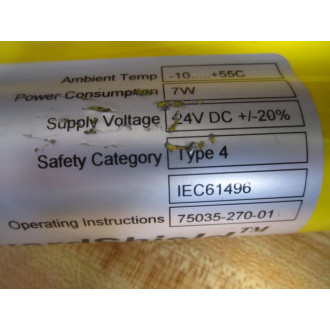 Ambient Temp -10.....+55C
Power Consumption 7W
Supply Voltage 24V DC +/-20%
Safety Category Type 4
IEC61496
Operating Instructions 75035-270-01